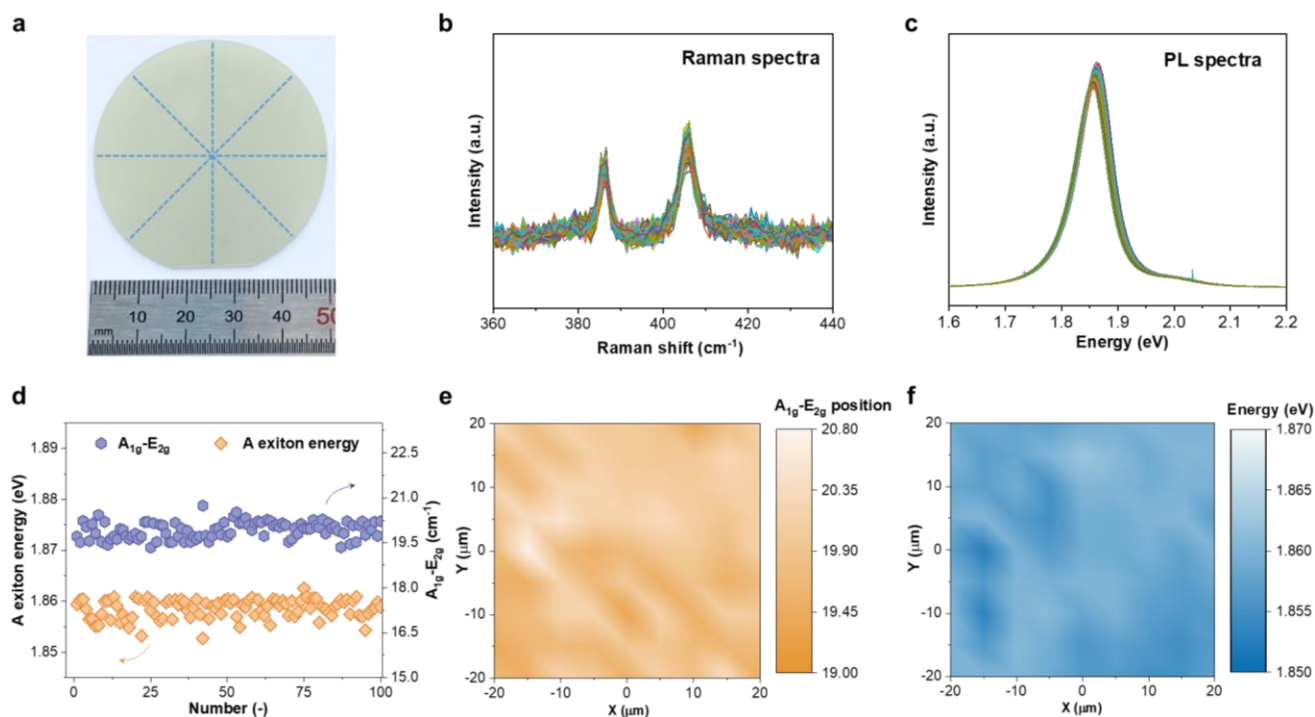 a
10 20 30 40 50
mm
b
Raman spectra
Intensity (a.u.)
360 380 400 420 440
Raman shift (cm⁻¹)
c
PL spectra
Intensity (a.u.)
1.6 1.7 1.8 1.9 2.0 2.1 2.2
Energy (eV)
d
A₁g-E₂g A exiton energy
A exiton energy (eV)
1.89
1.88
1.87
1.86
1.85
22.5
21.0
19.5
18.0
16.5
15.0
A₁g-E₂g (cm⁻¹)
0 25 50 75 100
Number (-)
e
A₁g-E₂g position
20.80
20.35
19.90
19.45
19.00
Y (μm)
20
10
0
-10
-20
-20 -10 0 10 20
X (μm)
f
Energy (eV)
1.870
1.865
1.860
1.855
1.850
Y (μm)
20
10
0
-10
-20
-20 -10 0 10 20
X (μm)